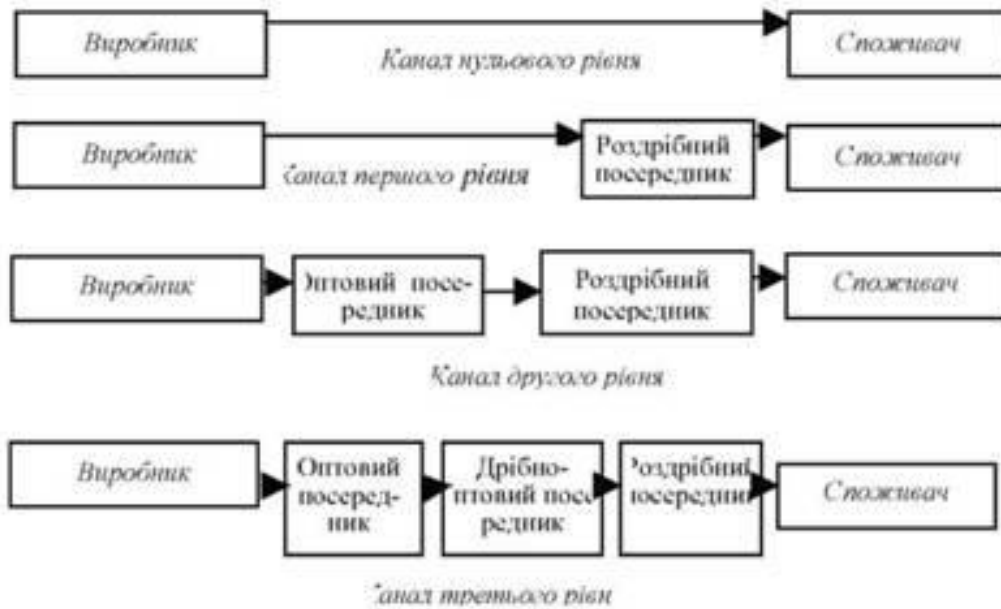 Виробник
Споживач
Канал нульового рівня
Виробник
Роздрібний
посередник
Споживач
Канал першого рівня
Виробник
Оптовий посе-
редник
Роздрібний
посередник
Споживач
Канал другого рівня
Виробник
Оптовий
посеред-
ник
Дрібно-
оптовий посе
редник
Роздрібний
посередник
Споживач
Канал третього рівн